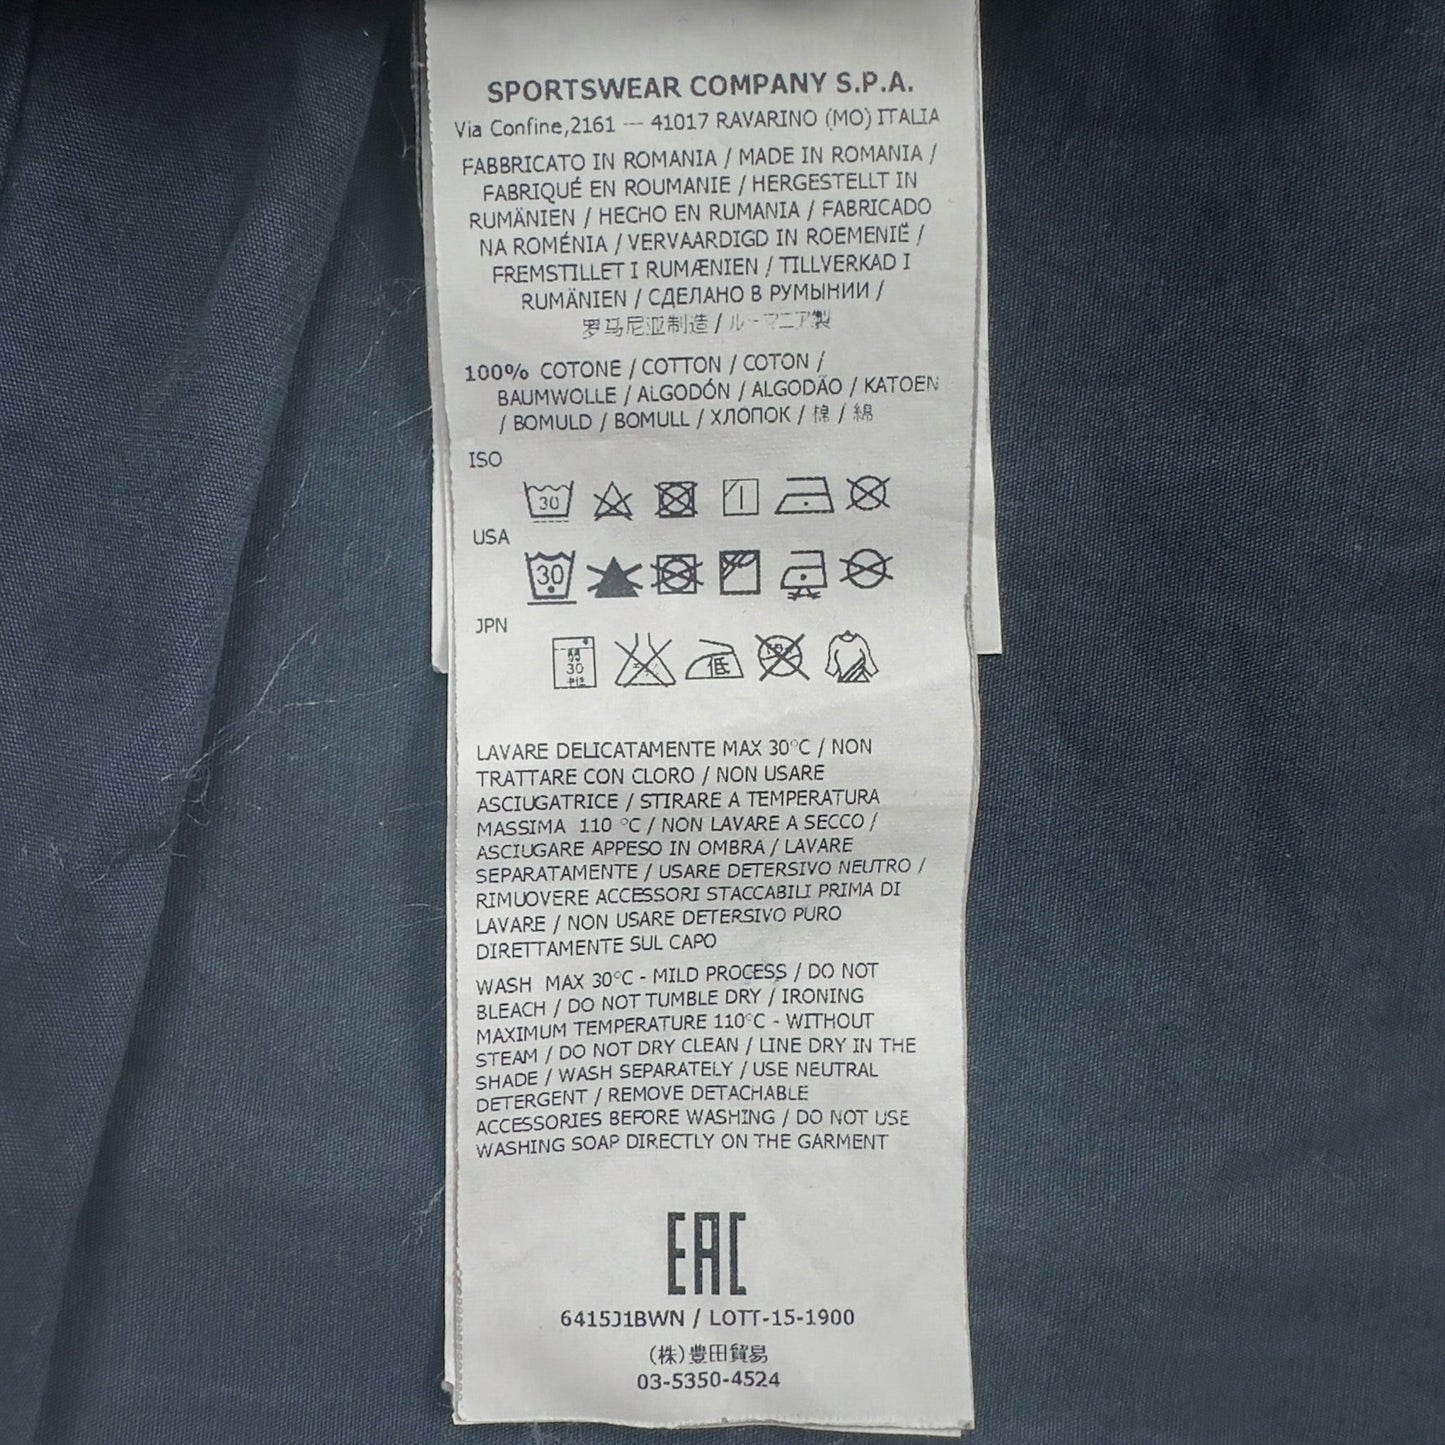 SPORTSWEAR COMPANY S.P.A.
Via Confine,2161 --- 41017 RAVARINO (MO) ITALIA
FABBRICATO IN ROMANIA / MADE IN ROMANIA /
FABRIQUÉ EN ROUMANIE / HERGESTELLT IN
RUMÄNIEN / HECHO EN RUMANIA / FABRICADO
NA ROMÉNIA / VERVAARDIGD IN ROEMENIË /
FREMSTILLET I RUMÆNIEN / TILLVERKAD I
RUMÄNIEN / СДЕЛАНО В РУМЫНИИ /
罗马尼亚制造 / ルーマニア製
100% COTONE / COTTON / COTON /
BAUMWOLLE / ALGODÓN / ALGODÃO / KATOEN
/ BOMULD / BOMULL / ХЛОПОК / 棉 / 綿
ISO
30
USA
30
JPN
弱
30
中性
低
LAVARE DELICATAMENTE MAX 30°C / NON
TRATTARE CON CLORO / NON USARE
ASCIUGATRICE / STIRARE A TEMPERATURA
MASSIMA 110 °C / NON LAVARE A SECCO /
ASCIUGARE APPESO IN OMBRA / LAVARE
SEPARATAMENTE / USARE DETERSIVO NEUTRO /
RIMUOVERE ACCESSORI STACCABILI PRIMA DI
LAVARE / NON USARE DETERSIVO PURO
DIRETTAMENTE SUL CAPO
WASH MAX 30°C - MILD PROCESS / DO NOT
BLEACH / DO NOT TUMBLE DRY / IRONING
MAXIMUM TEMPERATURE 110°C - WITHOUT
STEAM / DO NOT DRY CLEAN / LINE DRY IN THE
SHADE / WASH SEPARATELY / USE NEUTRAL
DETERGENT / REMOVE DETACHABLE
ACCESSORIES BEFORE WASHING / DO NOT USE
WASHING SOAP DIRECTLY ON THE GARMENT
EAC
6415J1BWN / LOTT-15-1900
(株)豊田貿易
03-5350-4524